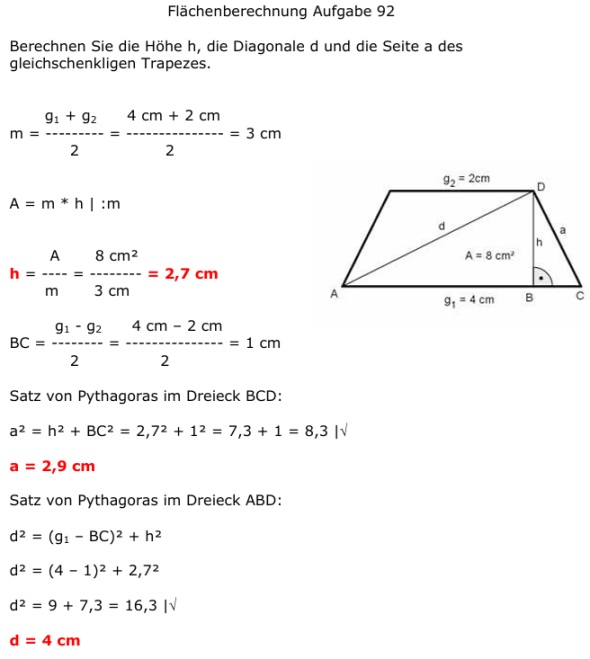 Flächenberechnung Aufgabe 92
Berechnen Sie die Höhe h, die Diagonale d und die Seite a des
gleichschenkligen Trapezes.
g₁ + g₂     4 cm + 2 cm
m = --------- = --------------- = 3 cm
2     2
A = m * h | :m
A     8 cm²
h = ---- = -------- = 2,7 cm
m     3 cm
g₁ - g₂     4 cm – 2 cm
BC = -------- = --------------- = 1 cm
2     2
Satz von Pythagoras im Dreieck BCD:
a² = h² + BC² = 2,7² + 1² = 7,3 + 1 = 8,3 |√
a = 2,9 cm
Satz von Pythagoras im Dreieck ABD:
d² = (g₁ – BC)² + h²
d² = (4 – 1)² + 2,7²
d² = 9 + 7,3 = 16,3 |√
d = 4 cm
g₂ = 2cm
D
d
a
h
A = 8 cm²
A
g₁ = 4 cm
B
C